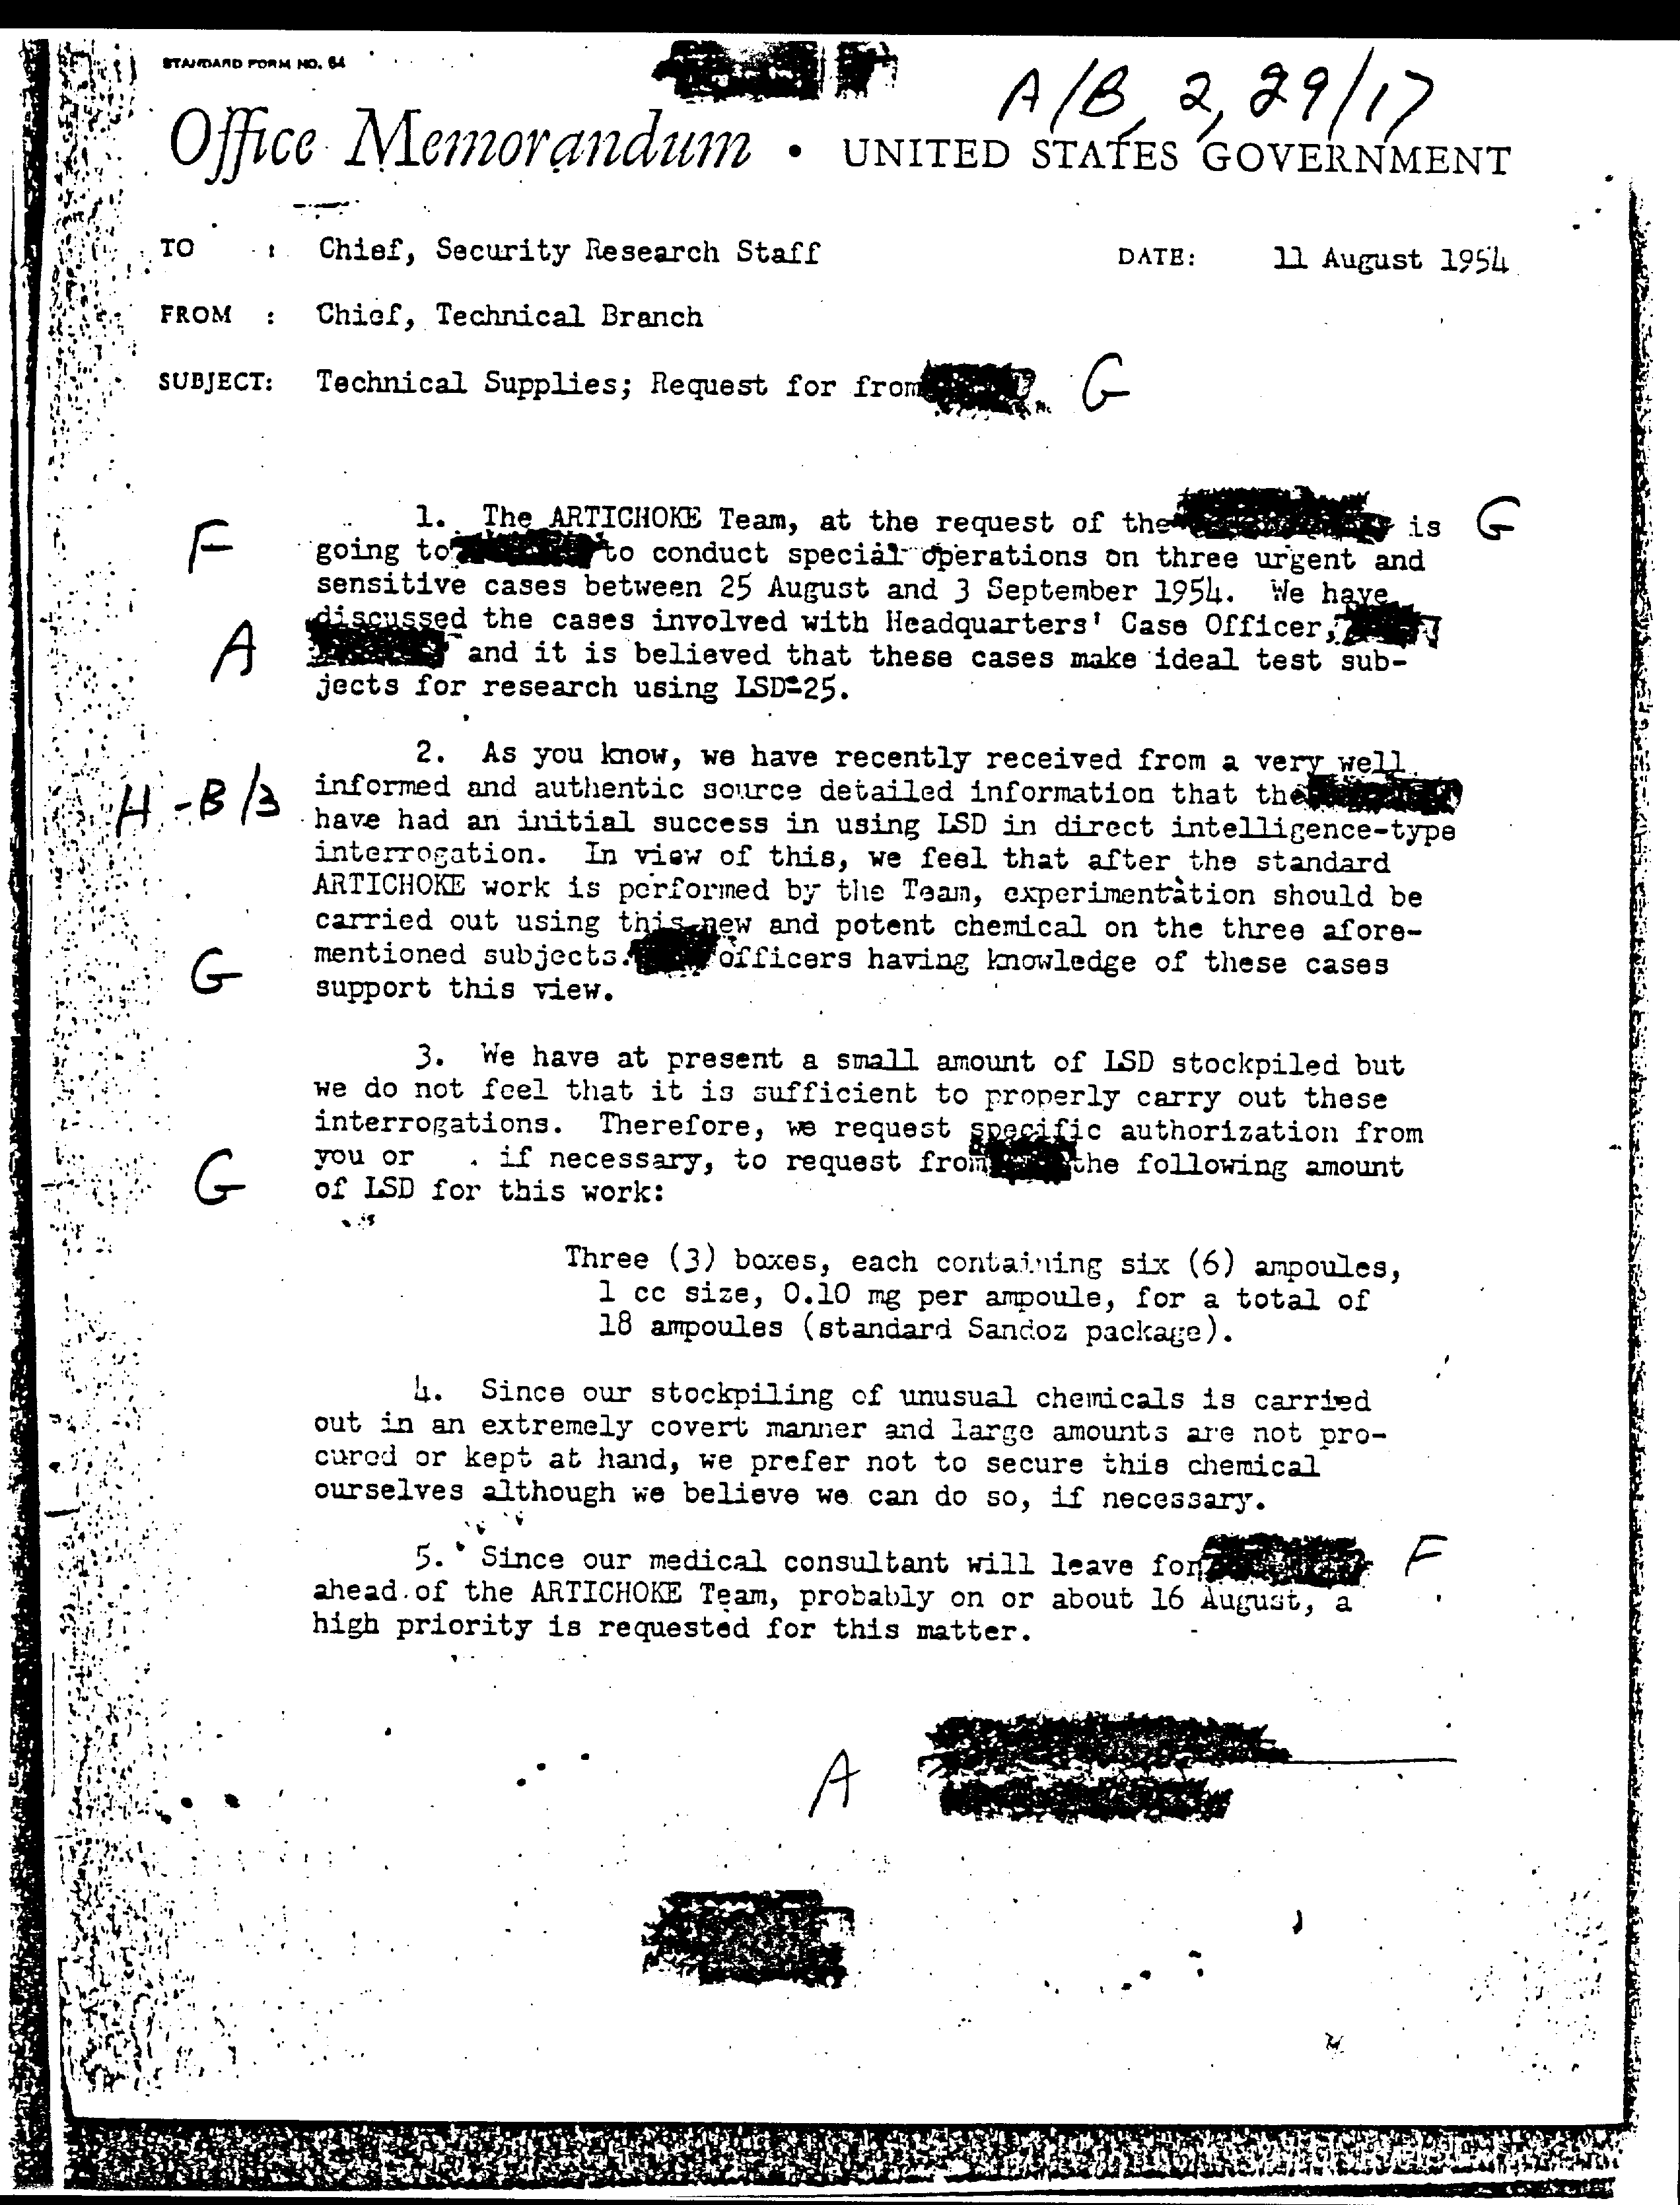 STANDARD FORM NO. 64
A/B, 2, 29/17
Office Memorandum • UNITED STATES GOVERNMENT
TO : Chief, Security Research Staff DATE: 11 August 1954
FROM : Chief, Technical Branch
SUBJECT: Technical Supplies; Request for from G
1. The ARTICHOKE Team, at the request of the is G
F going to to conduct special operations on three urgent and
sensitive cases between 25 August and 3 September 1954. We have
discussed the cases involved with Headquarters' Case Officer,
A and it is believed that these cases make ideal test sub-
jects for research using LSD-25.
2. As you know, we have recently received from a very well
H-B/3 informed and authentic source detailed information that the
have had an initial success in using LSD in direct intelligence-type
interrogation. In view of this, we feel that after the standard
ARTICHOKE work is performed by the Team, experimentation should be
carried out using this new and potent chemical on the three afore-
G mentioned subjects. officers having knowledge of these cases
support this view.
3. We have at present a small amount of LSD stockpiled but
we do not feel that it is sufficient to properly carry out these
interrogations. Therefore, we request specific authorization from
G you or . if necessary, to request from the following amount
of LSD for this work:
Three (3) boxes, each containing six (6) ampoules,
1 cc size, 0.10 mg per ampoule, for a total of
18 ampoules (standard Sandoz package).
4. Since our stockpiling of unusual chemicals is carried
out in an extremely covert manner and large amounts are not pro-
cured or kept at hand, we prefer not to secure this chemical
ourselves although we believe we can do so, if necessary.
5. Since our medical consultant will leave for F
ahead of the ARTICHOKE Team, probably on or about 16 August, a
high priority is requested for this matter.
A